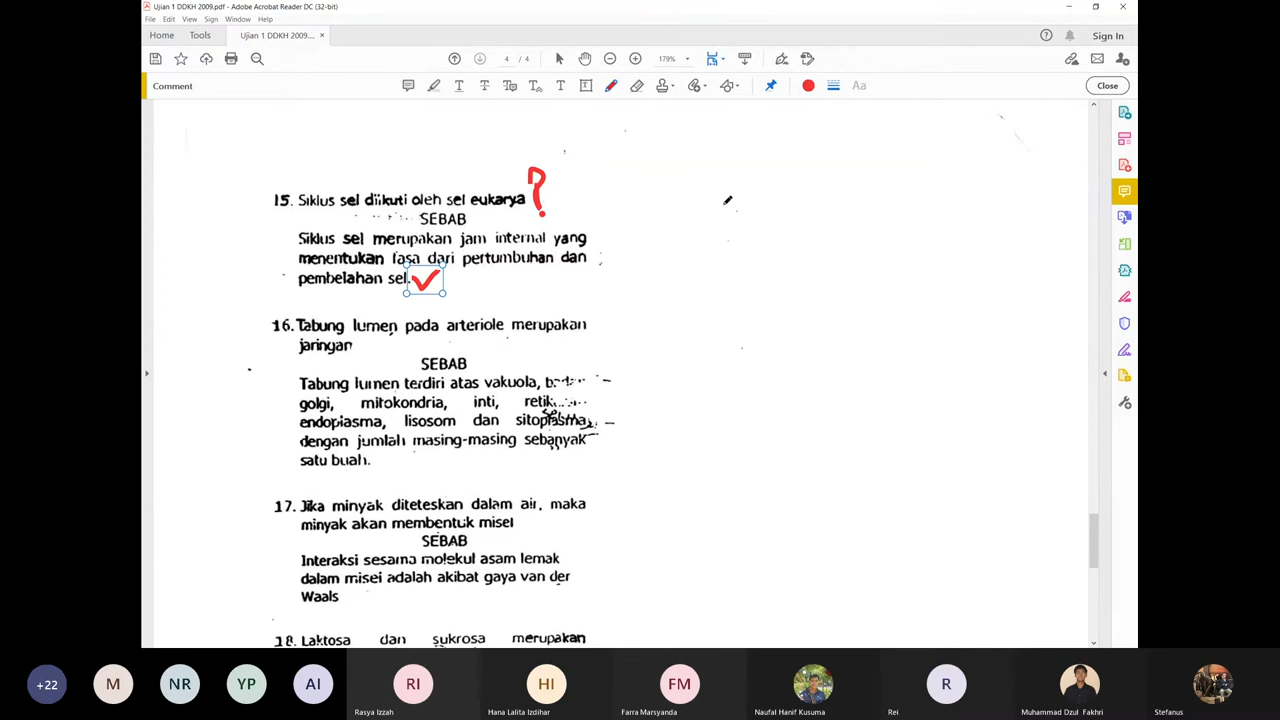 Ujian 1 DDKH 2009.pdf - Adobe Acrobat Reader DC (32-bit)
File Edit View Sign Window Help
Home Tools Ujian 1 DDKH 2009.... × Sign In
4 / 4 179%
Comment Close
15. Siklus sel diikuti oleh sel eukarya ?
SEBAB
Siklus sel merupakan jam internal yang
menentukan fasa dari pertumbuhan dan
pembelahan sel.
16. Tabung lumen pada arteriole merupakan
jaringan
SEBAB
Tabung lumen terdiri atas vakuola,
golgi, mitokondria, inti,
endoplasma, lisosom dan sitoplasma
dengan jumlah masing-masing sebanyak
satu buah.
17. Jika minyak diteteskan dalam air, maka
minyak akan membentuk misel
SEBAB
Interaksi sesama molekul asam lemak
dalam misel adalah akibat gaya van der
Waals
18. Laktosa dan sukrosa merupakan
+22 M NR YP AI RI HI FM R
Rasya Izzah Hana Lalita Izdihar Farra Marsyanda Naufal Hanif Kusuma Rei Muhammad Dzul Fakhri Stefanus